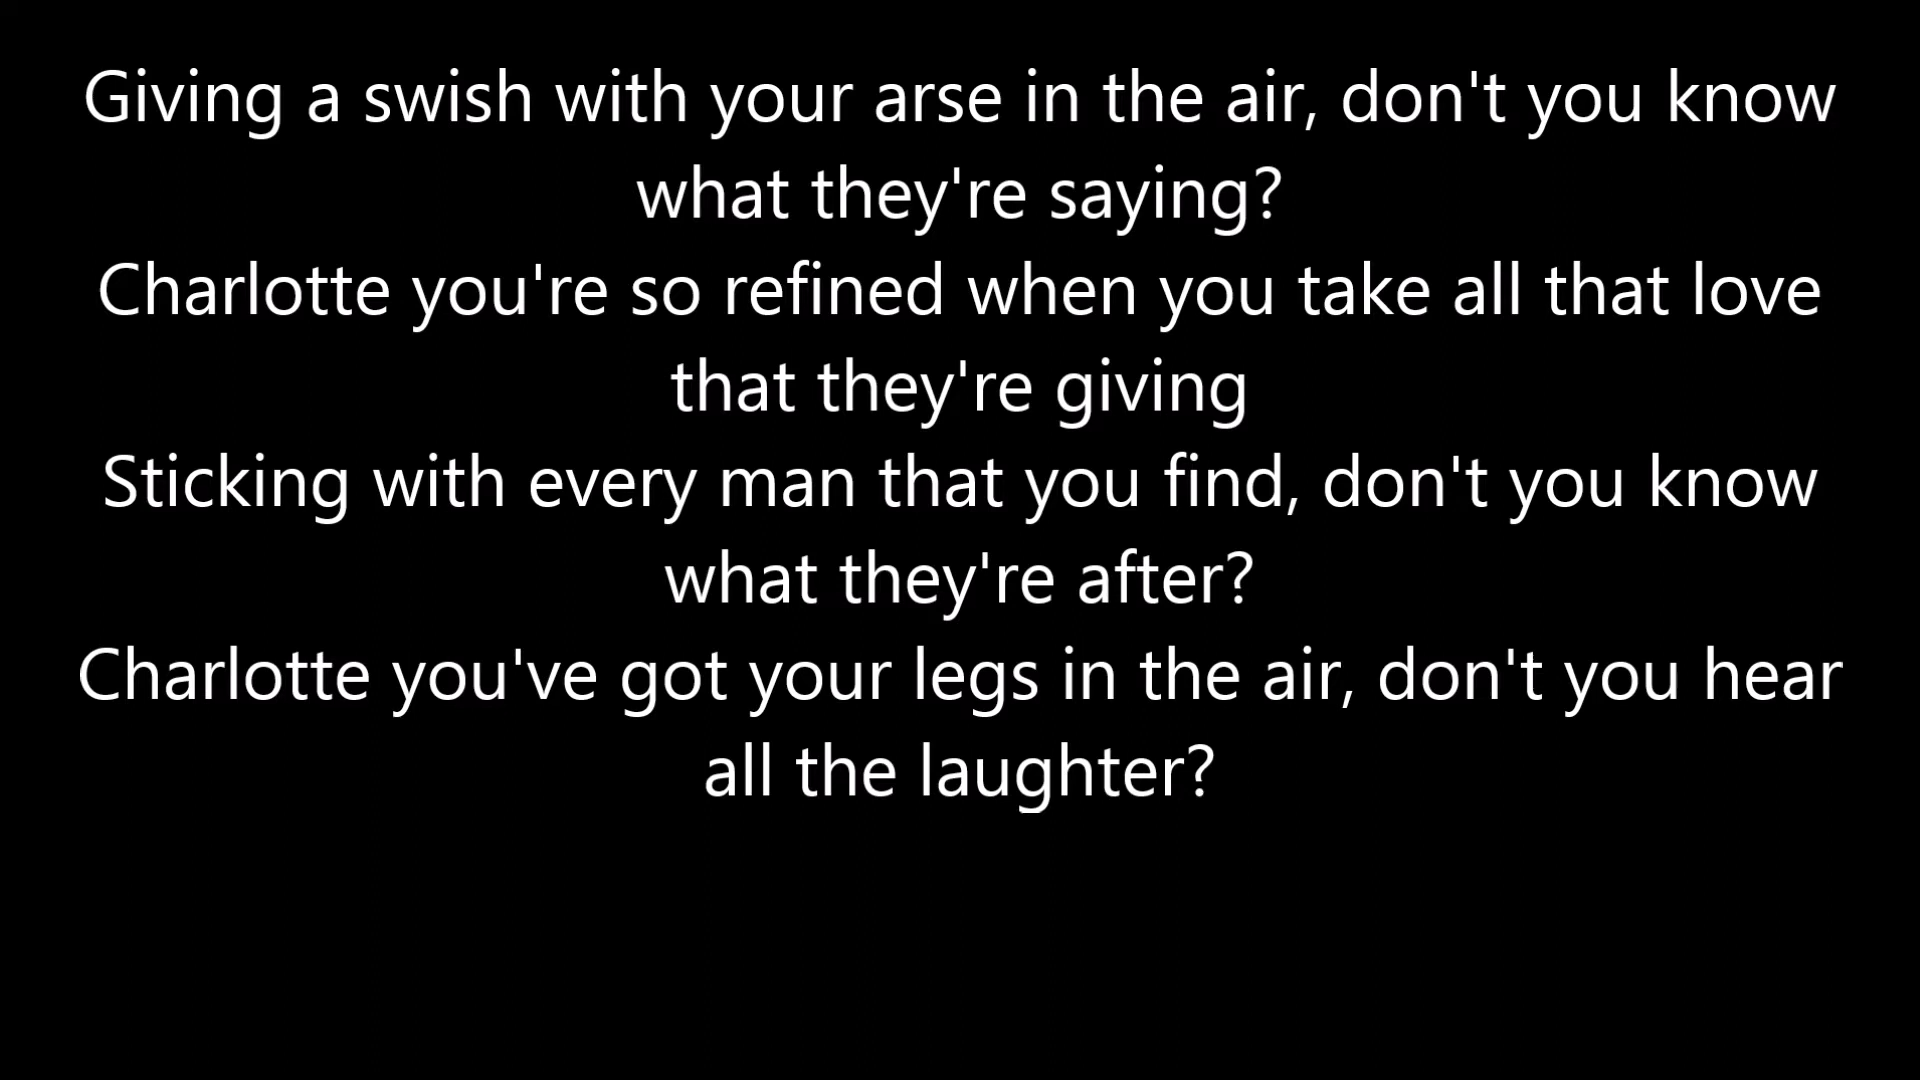 Giving a swish with your arse in the air, don't you know
what they're saying?
Charlotte you're so refined when you take all that love
that they're giving
Sticking with every man that you find, don't you know
what they're after?
Charlotte you've got your legs in the air, don't you hear
all the laughter?